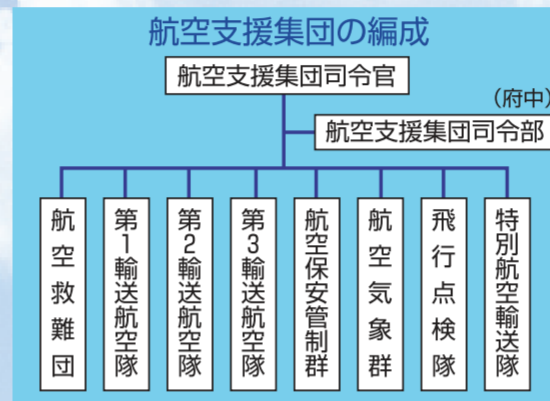 航空支援集団の編成
航空支援集団司令官
(府中)
航空支援集団司令部
航空救難団
第1輸送航空隊
第2輸送航空隊
第3輸送航空隊
航空保安管制群
航空気象群
飛行点検隊
特別航空輸送隊